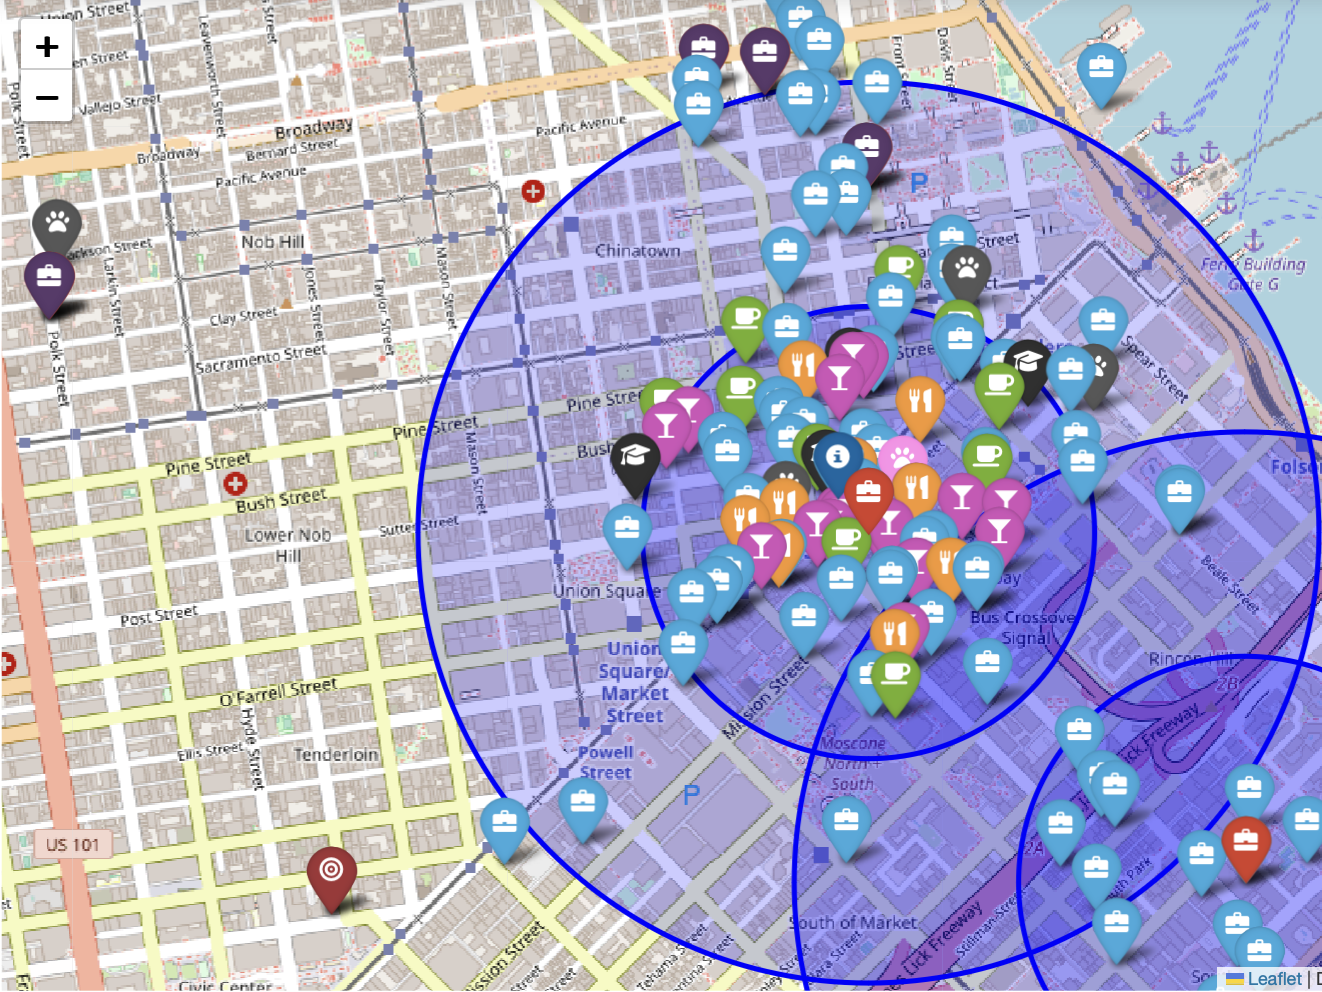 Union Street
+
−
Vallejo Street
Leavenworth Street
Polk Street
Broadway
Broadway
Bernard Street
Pacific Avenue
Pacific Avenue
Front Street
Davis Street
P
Nob Hill
Jackson Street
Larkin Street
Jones Street
Taylor Street
Mason Street
Chinatown
Clay Street
Sacramento Street
Polk Street
Ferry Building
Gate G
Spear Street
Pine Street
Pine Street
Pine Street
Bush Street
Mason Street
Sutter Street
Lower Nob
Hill
Post Street
Union Square
Union
Square/
Market
Street
Bus Crossover
Signal
Beale Street
Rincon Hill
2B
O'Farrell Street
Hyde Street
Ellis Street
Tenderloin
Mission Street
Powell
Street
P
Moscone
North +
South
US 101
2A
South of Market
Stillman Street
Mission Street
Tehama Street
Civic Center
Leaflet | D